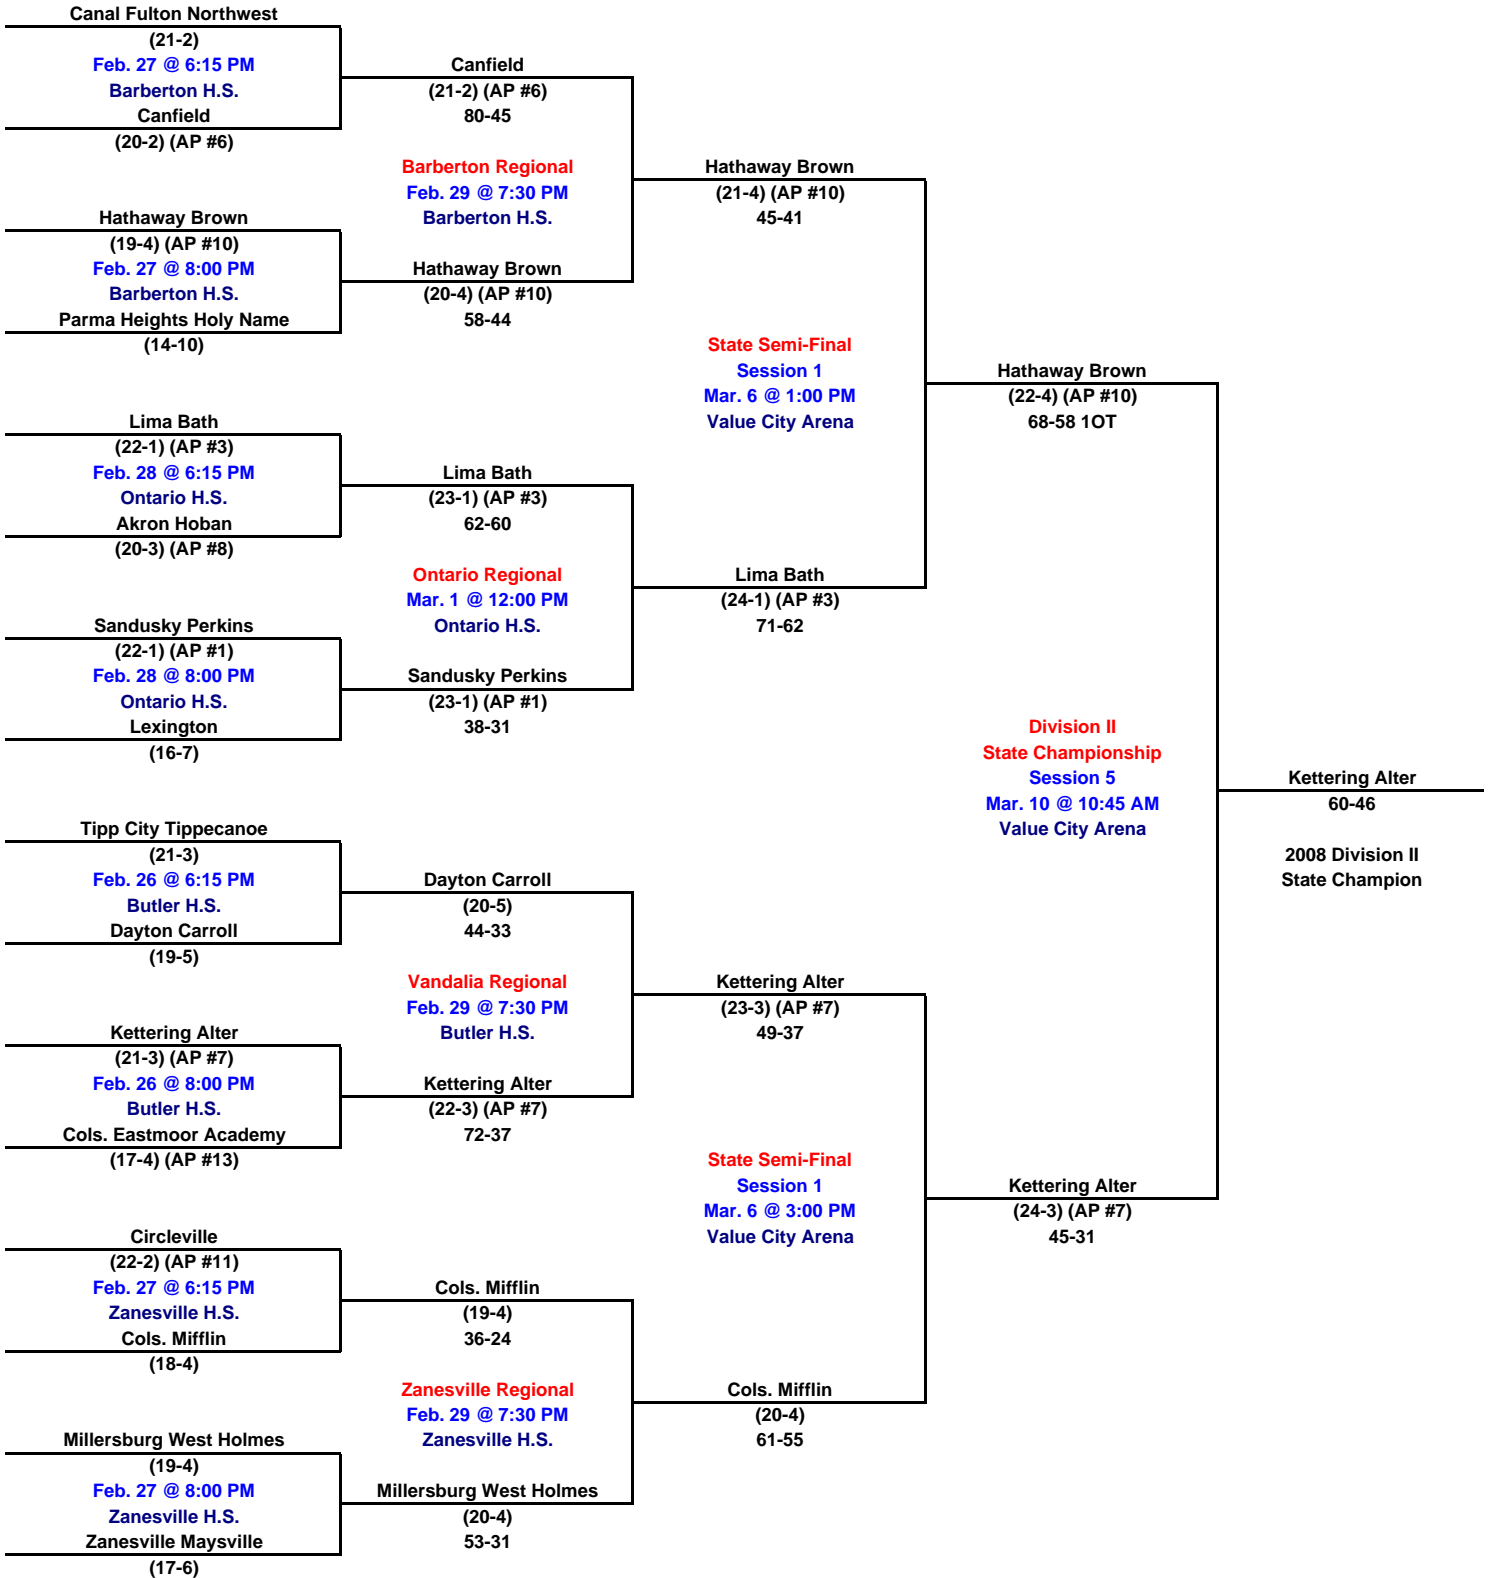 Canal Fulton Northwest
(21-2)
Feb. 27 @ 6:15 PM
Barberton H.S.
Canfield
(20-2) (AP #6)
Hathaway Brown
(19-4) (AP #10)
Feb. 27 @ 8:00 PM
Barberton H.S.
Parma Heights Holy Name
(14-10)
Lima Bath
(22-1) (AP #3)
Feb. 28 @ 6:15 PM
Ontario H.S.
Akron Hoban
(20-3) (AP #8)
Sandusky Perkins
(22-1) (AP #1)
Feb. 28 @ 8:00 PM
Ontario H.S.
Lexington
(16-7)
Tipp City Tippecanoe
(21-3)
Feb. 26 @ 6:15 PM
Butler H.S.
Dayton Carroll
(19-5)
Kettering Alter
(21-3) (AP #7)
Feb. 26 @ 8:00 PM
Butler H.S.
Cols. Eastmoor Academy
(17-4) (AP #13)
Circleville
(22-2) (AP #11)
Feb. 27 @ 6:15 PM
Zanesville H.S.
Cols. Mifflin
(18-4)
Millersburg West Holmes
(19-4)
Feb. 27 @ 8:00 PM
Zanesville H.S.
Zanesville Maysville
(17-6)
Canfield
(21-2) (AP #6)
80-45
Barberton Regional
Feb. 29 @ 7:30 PM
Barberton H.S.
Hathaway Brown
(20-4) (AP #10)
58-44
Lima Bath
(23-1) (AP #3)
62-60
Ontario Regional
Mar. 1 @ 12:00 PM
Ontario H.S.
Sandusky Perkins
(23-1) (AP #1)
38-31
Dayton Carroll
(20-5)
44-33
Vandalia Regional
Feb. 29 @ 7:30 PM
Butler H.S.
Kettering Alter
(22-3) (AP #7)
72-37
Cols. Mifflin
(19-4)
36-24
Zanesville Regional
Feb. 29 @ 7:30 PM
Zanesville H.S.
Millersburg West Holmes
(20-4)
53-31
Hathaway Brown
(21-4) (AP #10)
45-41
State Semi-Final
Session 1
Mar. 6 @ 1:00 PM
Value City Arena
Lima Bath
(24-1) (AP #3)
71-62
Kettering Alter
(23-3) (AP #7)
49-37
State Semi-Final
Session 1
Mar. 6 @ 3:00 PM
Value City Arena
Cols. Mifflin
(20-4)
61-55
Hathaway Brown
(22-4) (AP #10)
68-58 1OT
Division II
State Championship
Session 5
Mar. 10 @ 10:45 AM
Value City Arena
Kettering Alter
(24-3) (AP #7)
45-31
Kettering Alter
60-46
2008 Division II
State Champion